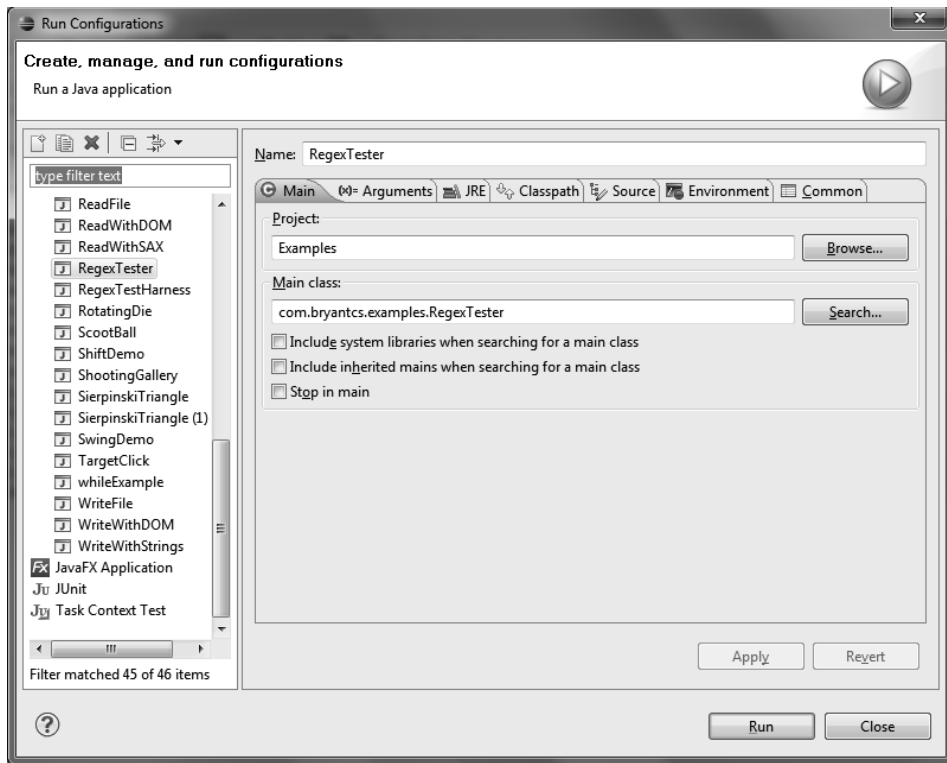 Run Configurations
Create, manage, and run configurations
Run a Java application
type filter text
ReadFile
ReadWithDOM
ReadWithSAX
RegexTester
RegexTestHarness
RotatingDie
ScootBall
ShiftDemo
ShootingGallery
SierpinskiTriangle
SierpinskiTriangle (1)
SwingDemo
TargetClick
whileExample
WriteFile
WriteWithDOM
WriteWithStrings
JavaFX Application
JUnit
Task Context Test
Filter matched 45 of 46 items
Name: RegexTester
Main (x)= Arguments JRE Classpath Source Environment Common
Project:
Examples Browse...
Main class:
com.bryantcs.examples.RegexTester Search...
Include system libraries when searching for a main class
Include inherited mains when searching for a main class
Stop in main
Apply Revert
Run Close